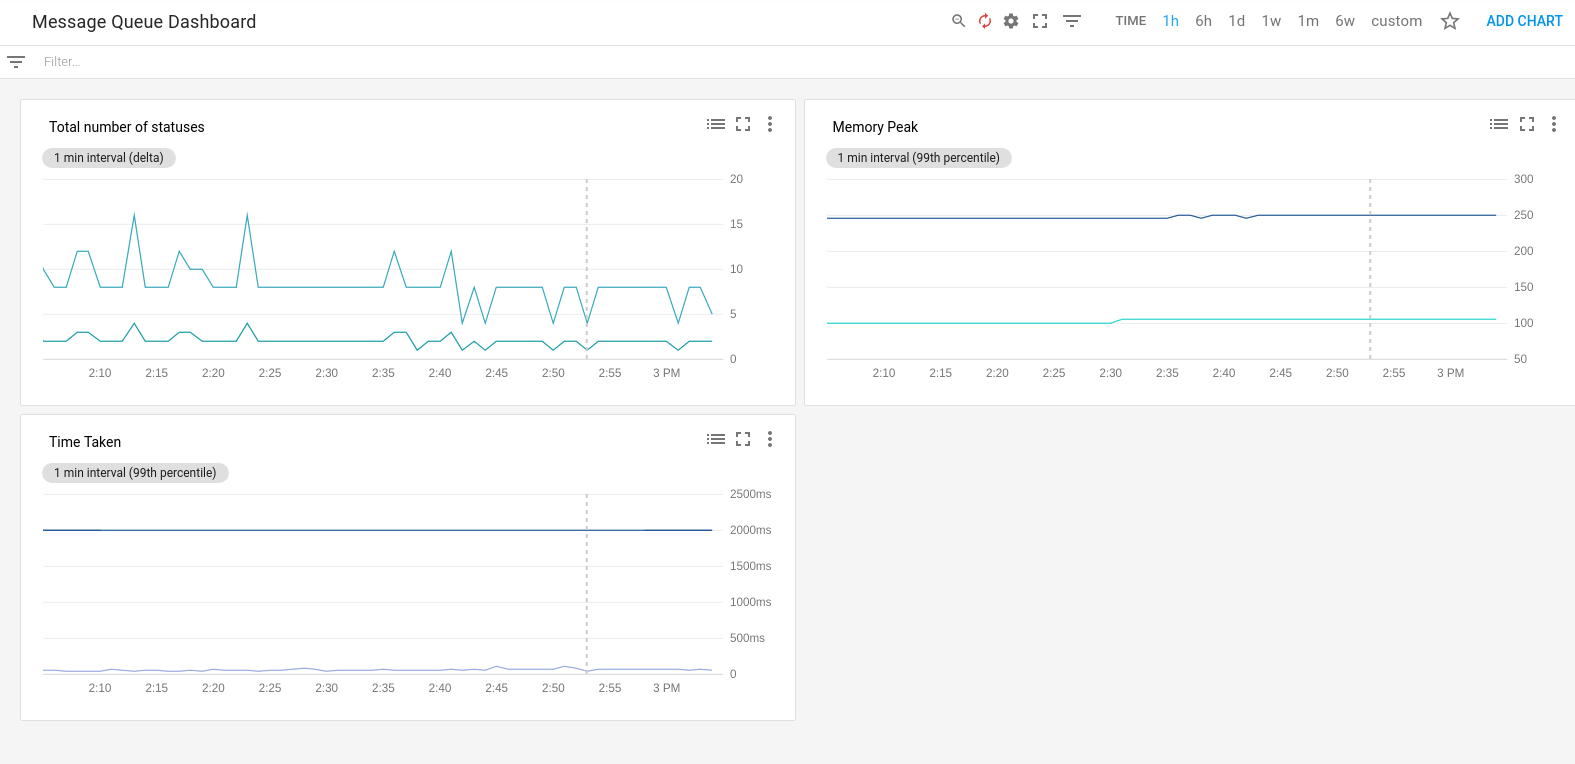 Message Queue Dashboard
TIME 1h 6h 1d 1w 1m 6w custom ADD CHART
Filter...
Total number of statuses
1 min interval (delta)
20
15
10
5
0
2:10 2:15 2:20 2:25 2:30 2:35 2:40 2:45 2:50 2:55 3 PM
Memory Peak
1 min interval (99th percentile)
300
250
200
150
100
50
2:10 2:15 2:20 2:25 2:30 2:35 2:40 2:45 2:50 2:55 3 PM
Time Taken
1 min interval (99th percentile)
2500ms
2000ms
1500ms
1000ms
500ms
0
2:10 2:15 2:20 2:25 2:30 2:35 2:40 2:45 2:50 2:55 3 PM